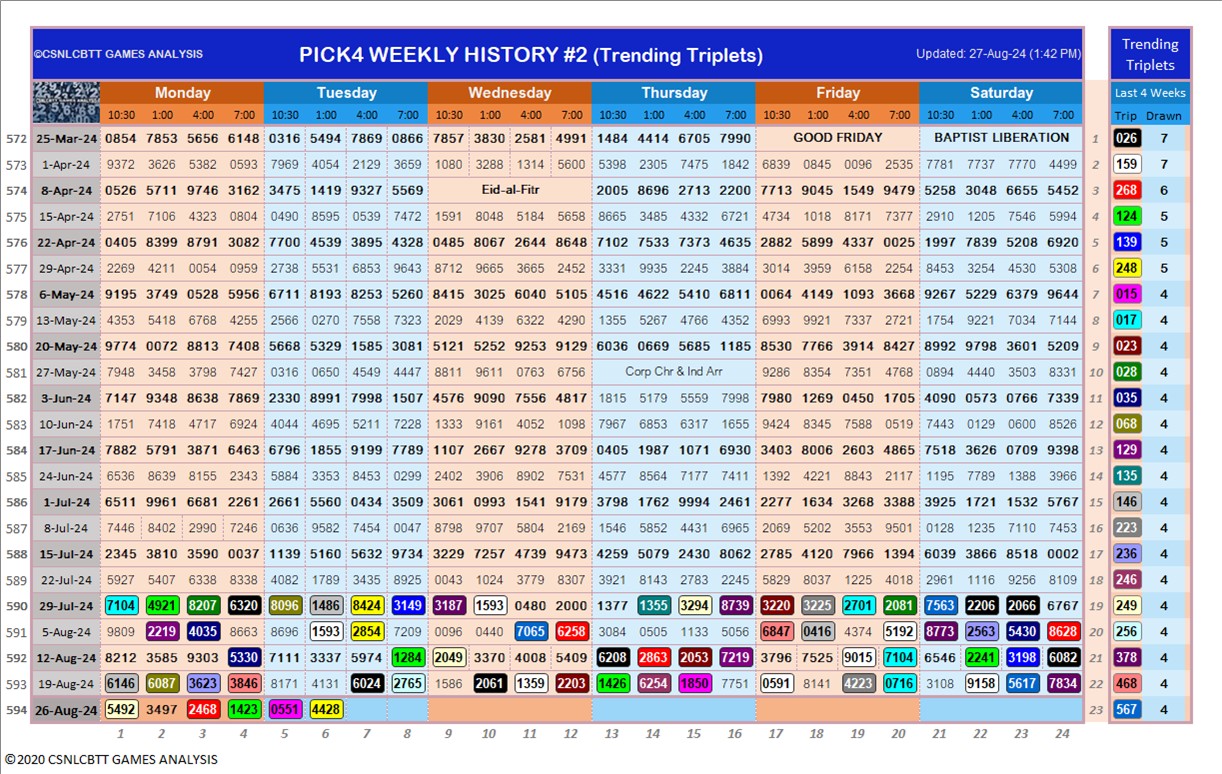 ©CSNLCBTT GAMES ANALYSIS PICK4 WEEKLY HISTORY #2 (Trending Triplets) Updated: 27-Aug-24 (1:42 PM) Trending Triplets
Monday Tuesday Wednesday Thursday Friday Saturday Last 4 Weeks
10:30 1:00 4:00 7:00 10:30 1:00 4:00 7:00 10:30 1:00 4:00 7:00 10:30 1:00 4:00 7:00 10:30 1:00 4:00 7:00 10:30 1:00 4:00 7:00 Trip Drawn
572 25-Mar-24 0854 7853 5656 6148 0316 5494 7869 0866 7857 3830 2581 4991 1484 4414 6705 7990 GOOD FRIDAY BAPTIST LIBERATION 1 026 7
573 1-Apr-24 9372 3626 5382 0593 7969 4054 2129 3659 1080 3288 1314 5600 5398 2305 7475 1842 6839 0845 0096 2535 7781 7737 7770 4499 2 159 7
574 8-Apr-24 0526 5711 9746 3162 3475 1419 9327 5569 Eid-al-Fitr 2005 8696 2713 2200 7713 9045 1549 9479 5258 3048 6655 5452 3 268 6
575 15-Apr-24 2751 7106 4323 0804 0490 8595 0539 7472 1591 8048 5184 5658 8665 3485 4332 6721 4734 1018 8171 7377 2910 1205 7546 5994 4 124 5
576 22-Apr-24 0405 8399 8791 3082 7700 4539 3895 4328 0485 8067 2644 8648 7102 7533 7373 4635 2882 5899 4337 0025 1997 7839 5208 6920 5 139 5
577 29-Apr-24 2269 4211 0054 0959 2738 5531 6853 9643 8712 9665 3665 2452 3331 9935 2245 3884 3014 3959 6158 2254 8453 3254 4530 5308 6 248 5
578 6-May-24 9195 3749 0528 5956 6711 8193 8253 5260 8415 3025 6040 5105 4516 4622 5410 6811 0064 4149 1093 3668 9267 5229 6379 9644 7 015 4
579 13-May-24 4353 5418 6768 4255 2566 0270 7558 7323 2029 4139 6322 4290 1355 5267 4766 4352 6993 9921 7337 2721 1754 9221 7034 7144 8 017 4
580 20-May-24 9774 0072 8813 7408 5668 5329 1585 3081 5121 5252 9253 9129 6036 0669 5685 1185 8530 7766 3914 8427 8992 9798 3601 5209 9 023 4
581 27-May-24 7948 3458 3798 7427 0316 0650 4549 4447 8811 9611 0763 6756 Corp Chr & Ind Arr 9286 8354 7351 4768 0894 4440 3503 8331 10 028 4
582 3-Jun-24 7147 9348 8638 7869 2330 8991 7998 1507 4576 9090 7556 4817 1815 5179 5559 7998 7980 1269 0450 1705 4090 0573 0766 7339 11 035 4
583 10-Jun-24 1751 7418 4717 6924 4044 4695 5211 7228 1333 9161 4052 1098 7967 6853 6317 1655 9424 8345 7588 0519 7443 0129 0600 8526 12 068 4
584 17-Jun-24 7882 5791 3871 6463 6796 1855 9199 7789 1107 2667 9278 3709 0405 1987 1071 6930 3403 8006 2603 4865 7518 3626 0709 9398 13 129 4
585 24-Jun-24 6536 8639 8155 2343 5884 3353 8453 0299 2402 3906 8902 7531 4577 8564 7177 7411 1392 4221 8843 2117 1195 7789 1388 3966 14 135 4
586 1-Jul-24 6511 9961 6681 2261 2661 5560 0434 3509 3061 0993 1541 9179 3798 1762 9994 2461 2277 1634 3268 3388 3925 1721 1532 5767 15 146 4
587 8-Jul-24 7446 8402 2990 7246 0636 9582 7454 0047 8798 9707 5804 2169 1546 5852 4431 6965 2069 5202 3553 9501 0128 1235 7110 7453 16 223 4
588 15-Jul-24 2345 3810 3590 0037 1139 5160 5632 9734 3229 7257 4739 9473 4259 5079 2430 8062 2785 4120 7966 1394 6039 3866 8518 0002 17 236 4
589 22-Jul-24 5927 5407 6338 8338 4082 1789 3435 8925 0043 1024 3779 8307 3921 8143 2783 2245 5829 8037 1225 4018 2961 1116 9256 8109 18 246 4
590 29-Jul-24 7104 4921 8207 6320 8096 1486 8424 3149 3187 1593 0480 2000 1377 1355 3294 8739 3220 3225 2701 2081 7563 2206 2066 6767 19 249 4
591 5-Aug-24 9809 2219 4035 8663 8696 1593 2854 7209 0096 0440 7065 6258 3084 0505 1133 5056 6847 0416 4374 5192 8773 2563 5430 8628 20 256 4
592 12-Aug-24 8212 3585 9303 5330 7111 3337 5974 1284 2049 3370 4008 5409 6208 2863 2053 7219 3796 7525 9015 7104 6546 2241 3198 6082 21 378 4
593 19-Aug-24 6146 6087 3623 3846 8171 4131 6024 2765 1586 2061 1359 2203 1426 6254 1850 7751 0591 8141 4223 0716 3108 9158 5617 7834 22 468 4
594 26-Aug-24 5492 3497 2468 1423 0551 4428 23 567 4
1 2 3 4 5 6 7 8 9 10 11 12 13 14 15 16 17 18 19 20 21 22 23 24
©2020 CSNLCBTT GAMES ANALYSIS